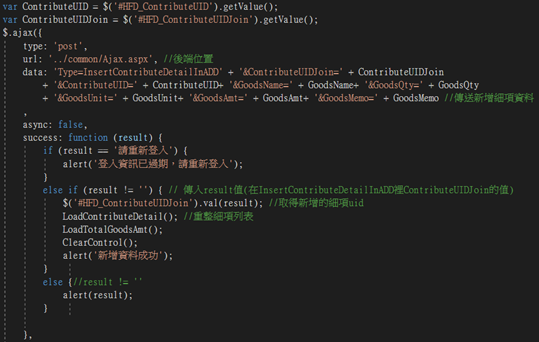 var ContributeUID = $('#HFD_ContributeUID').getValue();
var ContributeUIDJoin = $('#HFD_ContributeUIDJoin').getValue();
$.ajax({
type: 'post',
url: '../common/Ajax.aspx', //後端位置
data: 'Type=InsertContributeDetailInADD' + '&ContributeUIDJoin=' + ContributeUIDJoin
+ '&ContributeUID=' + ContributeUID+ '&GoodsName=' + GoodsName+ '&GoodsQty=' + GoodsQty
+ '&GoodsUnit=' + GoodsUnit+ '&GoodsAmt=' + GoodsAmt+ '&GoodsMemo=' + GoodsMemo //傳送新增細項資料
,
async: false,
success: function (result) {
if (result == '請重新登入') {
alert('登入資訊已過期，請重新登入');
}
else if (result != '') { // 傳入result值(在InsertContributeDetailInADD裡ContributeUIDJoin的值)
$('#HFD_ContributeUIDJoin').val(result); //取得新增的細項uid
LoadContributeDetail(); //重整細項列表
LoadTotalGoodsAmt();
ClearControl();
alert('新增資料成功');
}
else {//result != ''
alert(result);
}
},